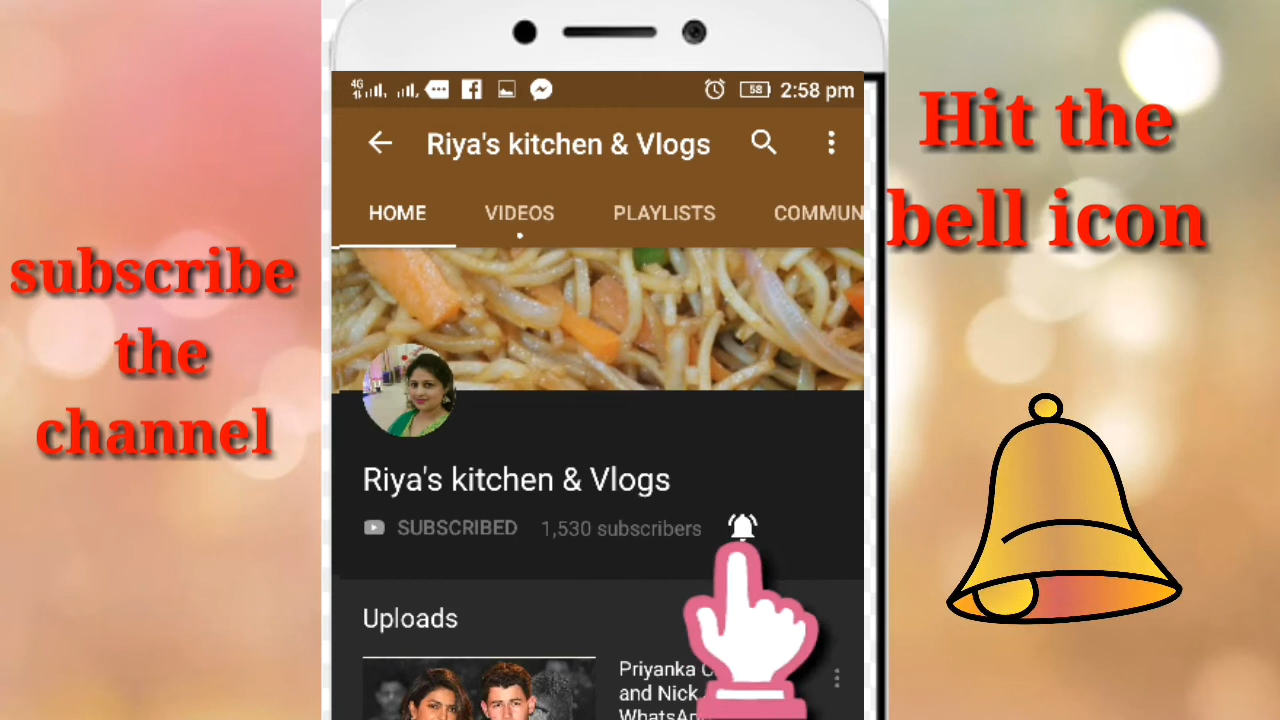 subscribe
the
channel
4G 58 2:58 pm
Riya's kitchen & Vlogs
HOME VIDEOS PLAYLISTS COMMUN
Riya's kitchen & Vlogs
SUBSCRIBED 1,530 subscribers
Uploads
Priyanka C
and Nick
WhatsAp
Hit the
bell icon